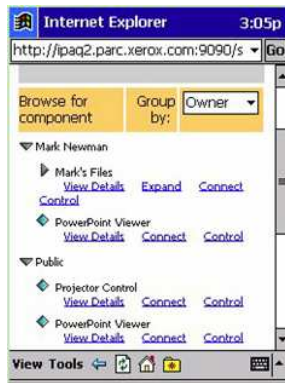 Internet Explorer 3:05p
http://ipaq2.parc.xerox.com:9090/s Go
Browse for Group Owner
component by:
Mark Newman
Mark's Files
View Details Expand Connect
Control
PowerPoint Viewer
View Details Connect Control
Public
Projector Control
View Details Connect Control
PowerPoint Viewer
View Details Connect Control
View Tools